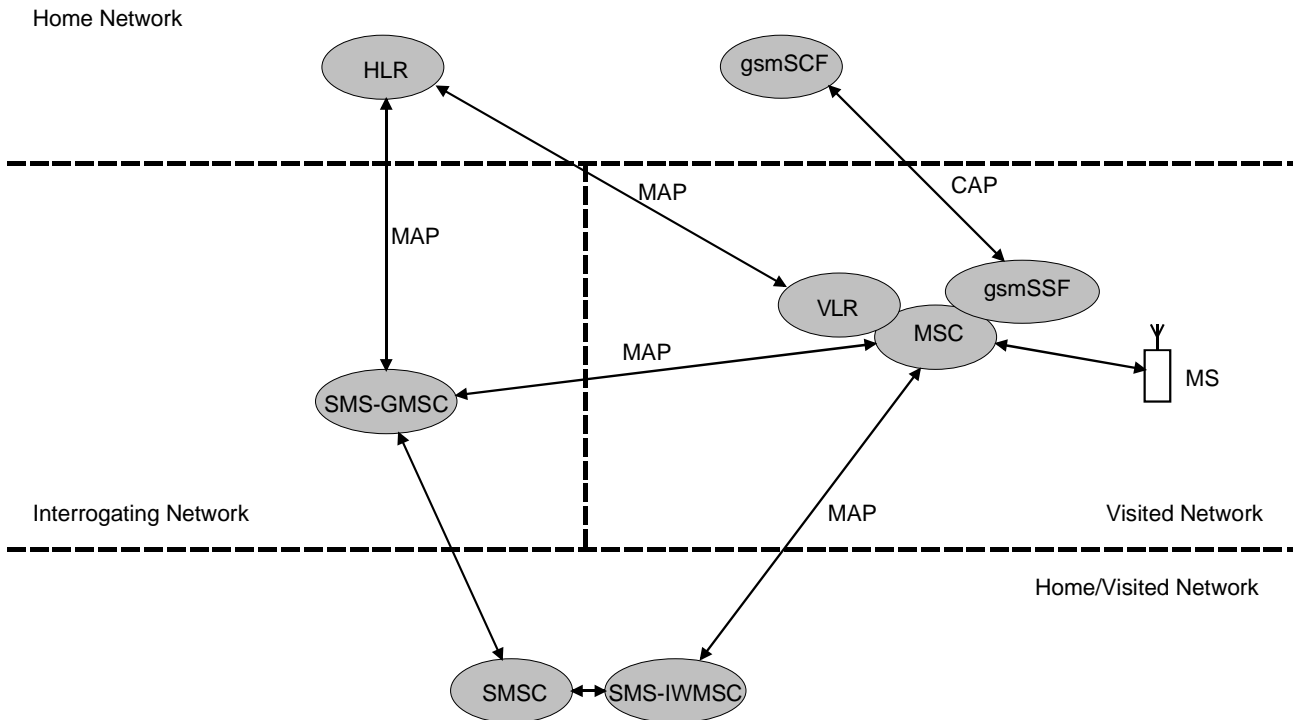 Home Network
HLR
gsmSCF
MAP
CAP
MAP
gsmSSF
VLR
MSC
MAP
MS
SMS-GMSC
Interrogating Network
MAP
Visited Network
Home/Visited Network
SMSC
SMS-IWMSC